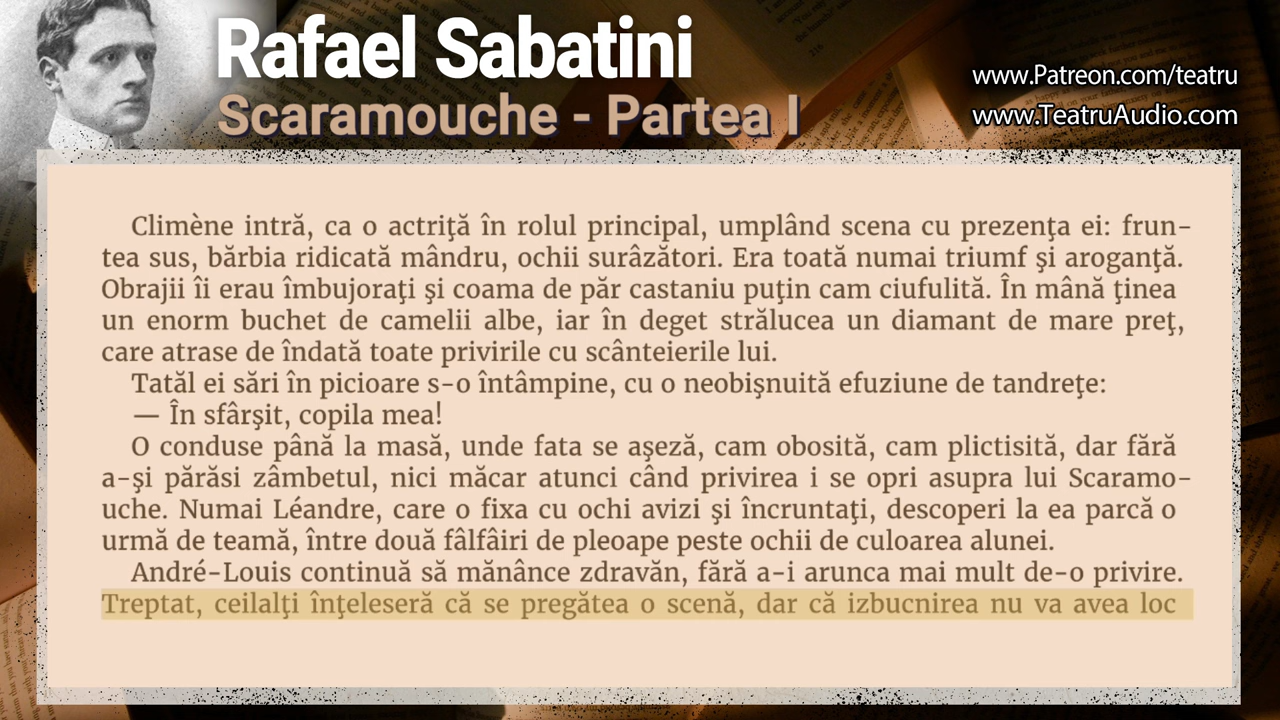 Rafael Sabatini
Scaramouche - Partea I
www.Patreon.com/teatru
www.TeatruAudio.com
Climène intră, ca o actriţă în rolul principal, umplând scena cu prezenţa ei: frun-
tea sus, bărbia ridicată mândru, ochii surâzători. Era toată numai triumf şi aroganţă.
Obrajii îi erau îmbujoraţi şi coama de păr castaniu puţin cam ciufulită. În mână ţinea
un enorm buchet de camelii albe, iar în deget strălucea un diamant de mare preţ,
care atrase de îndată toate privirile cu scânteierile lui.
Tatăl ei sări în picioare s-o întâmpine, cu o neobişnuită efuziune de tandreţe:
— În sfârşit, copila mea!
O conduse până la masă, unde fata se aşeză, cam obosită, cam plictisită, dar fără
a-şi părăsi zâmbetul, nici măcar atunci când privirea i se opri asupra lui Scaramo-
uche. Numai Léandre, care o fixa cu ochi avizi şi încruntaţi, descoperi la ea parcă o
urmă de teamă, între două fâlfâiri de pleoape peste ochii de culoarea alunei.
André-Louis continuă să mănânce zdravăn, fără a-i arunca mai mult de-o privire.
Treptat, ceilalţi înţeleseră că se pregătea o scenă, dar că izbucnirea nu va avea loc